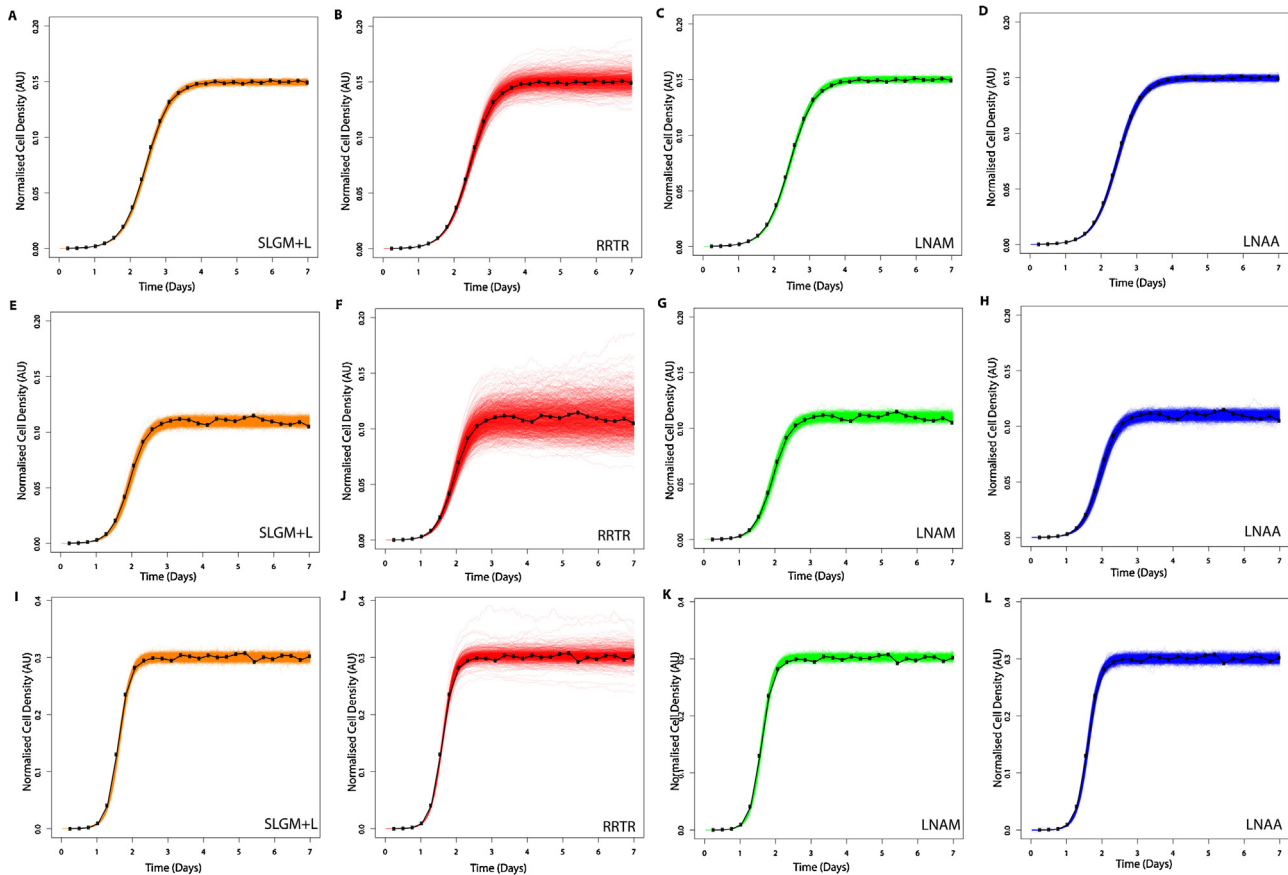 A
Normalised Cell Density (AU)
0.20
0.15
0.10
0.05
0.00
0 1 2 3 4 5 6 7
Time (Days)
SLGM+L
B
Normalised Cell Density (AU)
0.20
0.15
0.10
0.05
0.00
0 1 2 3 4 5 6 7
Time (Days)
RRTR
C
Normalised Cell Density (AU)
0.20
0.15
0.10
0.05
0.00
0 1 2 3 4 5 6 7
Time (Days)
LNAM
D
Normalised Cell Density (AU)
0.20
0.15
0.10
0.05
0.00
0 1 2 3 4 5 6 7
Time (Days)
LNAA
E
Normalised Cell Density (AU)
0.20
0.15
0.10
0.05
0.00
0 1 2 3 4 5 6 7
Time (Days)
SLGM+L
F
Normalised Cell Density (AU)
0.20
0.15
0.10
0.05
0.00
0 1 2 3 4 5 6 7
Time (Days)
RRTR
G
Normalised Cell Density (AU)
0.20
0.15
0.10
0.05
0.00
0 1 2 3 4 5 6 7
Time (Days)
LNAM
H
Normalised Cell Density (AU)
0.20
0.15
0.10
0.05
0.00
0 1 2 3 4 5 6 7
Time (Days)
LNAA
I
Normalised Cell Density (AU)
0.4
0.3
0.2
0.1
0.0
0 1 2 3 4 5 6 7
Time (Days)
SLGM+L
J
Normalised Cell Density (AU)
0.4
0.3
0.2
0.1
0.0
0 1 2 3 4 5 6 7
Time (Days)
RRTR
K
Normalised Cell Density (AU)
0.4
0.3
0.2
0.1
0.0
0 1 2 3 4 5 6 7
Time (Days)
LNAM
L
Normalised Cell Density (AU)
0.4
0.3
0.2
0.1
0.0
0 1 2 3 4 5 6 7
Time (Days)
LNAA